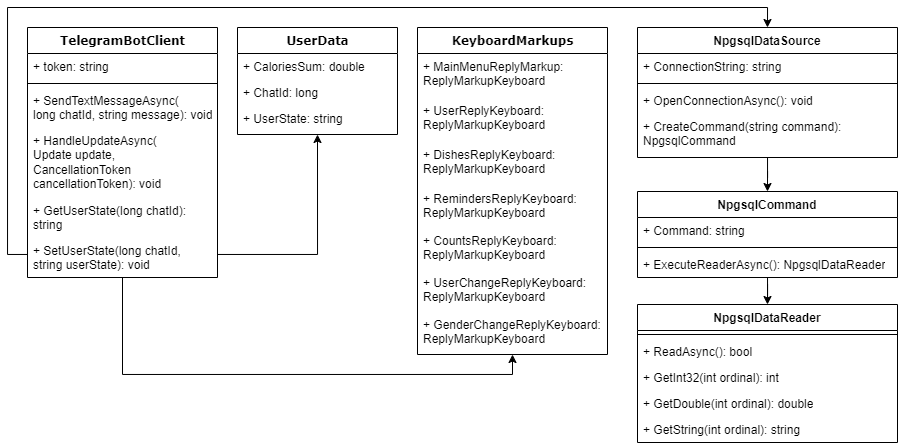 TelegramBotClient
+ token: string
+ SendTextMessageAsync(
long chatId, string message): void
+ HandleUpdateAsync(
Update update,
CancellationToken
cancellationToken): void
+ GetUserState(long chatId):
string
+ SetUserState(long chatId,
string userState): void
UserData
+ CaloriesSum: double
+ ChatId: long
+ UserState: string
KeyboardMarkups
+ MainMenuReplyMarkup:
ReplyMarkupKeyboard
+ UserReplyKeyboard:
ReplyMarkupKeyboard
+ DishesReplyKeyboard:
ReplyMarkupKeyboard
+ RemindersReplyKeyboard:
ReplyMarkupKeyboard
+ CountsReplyKeyboard:
ReplyMarkupKeyboard
+ UserChangeReplyKeyboard:
ReplyMarkupKeyboard
+ GenderChangeReplyKeyboard:
ReplyMarkupKeyboard
NpgsqlDataSource
+ ConnectionString: string
+ OpenConnectionAsync(): void
+ CreateCommand(string command):
NpgsqlCommand
NpgsqlCommand
+ Command: string
+ ExecuteReaderAsync(): NpgsqlDataReader
NpgsqlDataReader
+ ReadAsync(): bool
+ GetInt32(int ordinal): int
+ GetDouble(int ordinal): double
+ GetString(int ordinal): string